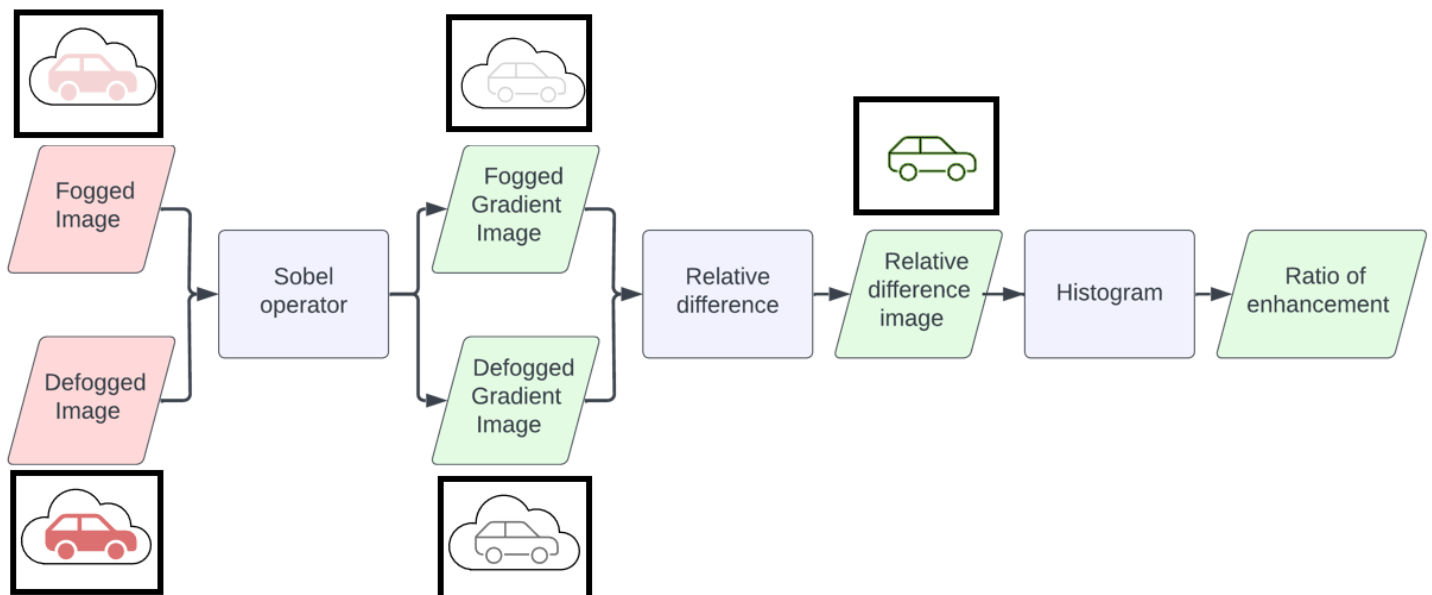 Fogged
Image
Defogged
Image
Sobel
operator
Fogged
Gradient
Image
Defogged
Gradient
Image
Relative
difference
Relative
difference
image
Histogram
Ratio of
enhancement